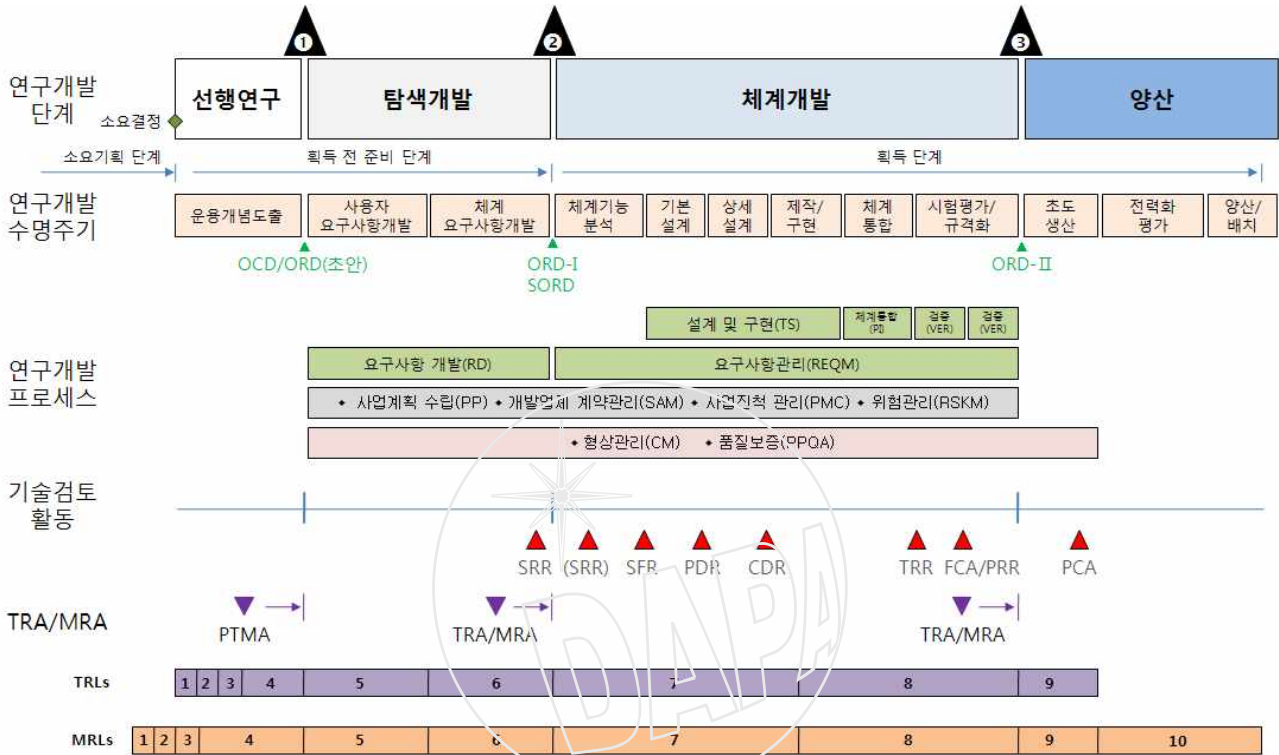 ❶ ❷ ❸
연구개발
단계
선행연구 탐색개발 체계개발 양산
소요결정
소요기획 단계 획득 전 준비 단계 획득 단계
연구개발
수명주기
운용개념도출
사용자
요구사항개발
체계
요구사항개발
체계기능
분석
기본
설계
상세
설계
제작/
구현
체계
통합
시험평가/
규격화
초도
생산
전력화
평가
양산/
배치
OCD/ORD(초안)
ORD-I
SORD
ORD-II
연구개발
프로세스
설계 및 구현(TS)
체계통합
(PI)
검증
(VER)
검증
(VER)
요구사항 개발(RD) 요구사항관리(REQM)
◆ 사업계획 수립(PP) ◆ 개발업체 계약관리(SAM) ◆ 사업진척 관리(PMC) ◆ 위험관리(RSKM)
◆ 형상관리(CM) ◆ 품질보증(PPQA)
기술검토
활동
SRR (SRR) SFR PDR CDR TRR FCA/PRR PCA
TRA/MRA
PTMA TRA/MRA TRA/MRA
DAPA
TRLs 1 2 3 4 5 6 7 8 9
MRLs 1 2 3 4 5 6 7 8 9 10